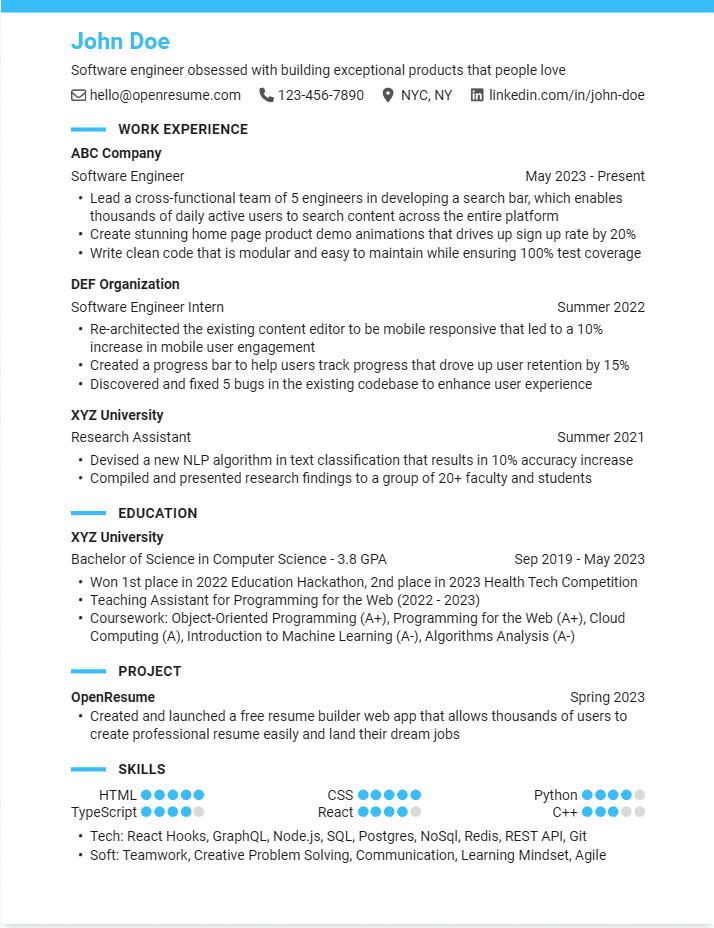 John Doe
Software engineer obsessed with building exceptional products that people love
hello@openresume.com 123-456-7890 NYC, NY linkedin.com/in/john-doe
WORK EXPERIENCE
ABC Company
Software Engineer May 2023 - Present
• Lead a cross-functional team of 5 engineers in developing a search bar, which enables
thousands of daily active users to search content across the entire platform
• Create stunning home page product demo animations that drives up sign up rate by 20%
• Write clean code that is modular and easy to maintain while ensuring 100% test coverage
DEF Organization
Software Engineer Intern Summer 2022
• Re-architected the existing content editor to be mobile responsive that led to a 10%
increase in mobile user engagement
• Created a progress bar to help users track progress that drove up user retention by 15%
• Discovered and fixed 5 bugs in the existing codebase to enhance user experience
XYZ University
Research Assistant Summer 2021
• Devised a new NLP algorithm in text classification that results in 10% accuracy increase
• Compiled and presented research findings to a group of 20+ faculty and students
EDUCATION
XYZ University
Bachelor of Science in Computer Science - 3.8 GPA Sep 2019 - May 2023
• Won 1st place in 2022 Education Hackathon, 2nd place in 2023 Health Tech Competition
• Teaching Assistant for Programming for the Web (2022 - 2023)
• Coursework: Object-Oriented Programming (A+), Programming for the Web (A+), Cloud
Computing (A), Introduction to Machine Learning (A-), Algorithms Analysis (A-)
PROJECT
OpenResume Spring 2023
• Created and launched a free resume builder web app that allows thousands of users to
create professional resume easily and land their dream jobs
SKILLS
HTML CSS Python
TypeScript React C++
• Tech: React Hooks, GraphQL, Node.js, SQL, Postgres, NoSql, Redis, REST API, Git
• Soft: Teamwork, Creative Problem Solving, Communication, Learning Mindset, Agile